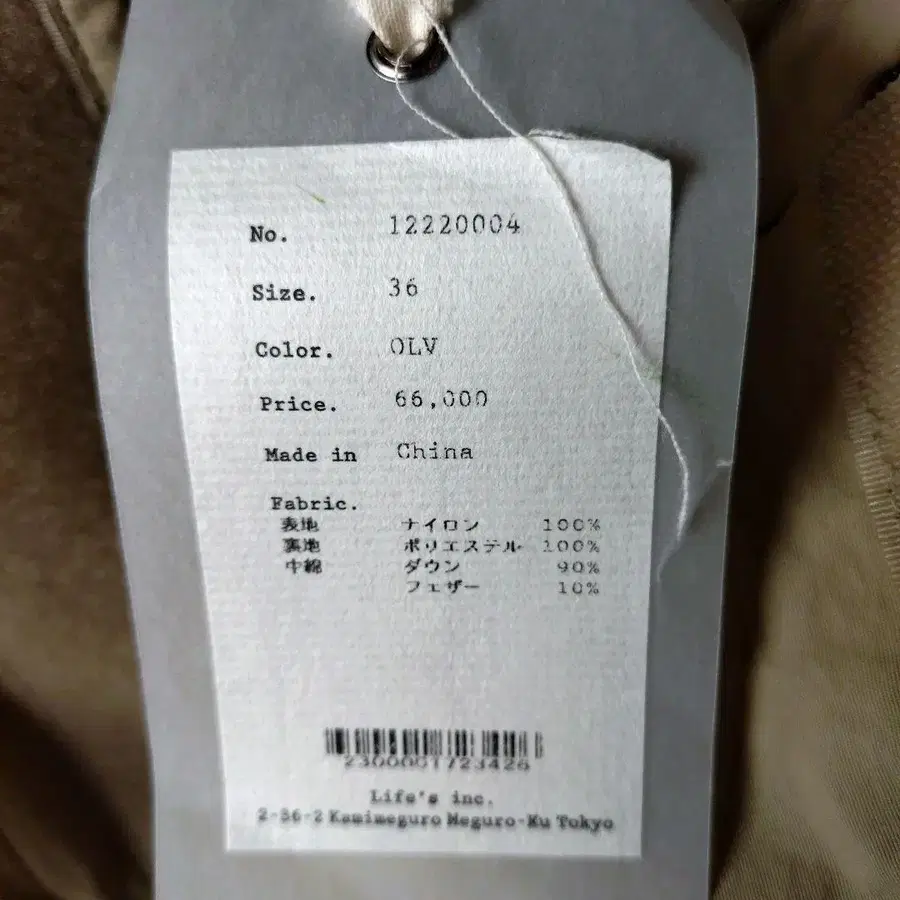 No. 12220004
Size. 36
Color. OLV
Price. 66,000
Made in China
Fabric.
表地 ナイロン 100%
裏地 ポリエステル 100%
中綿 ダウン 90%
フェザー 10%
2300001723426
Life's inc.
2-36-2 Kamimeguro Meguro-Ku Tokyo